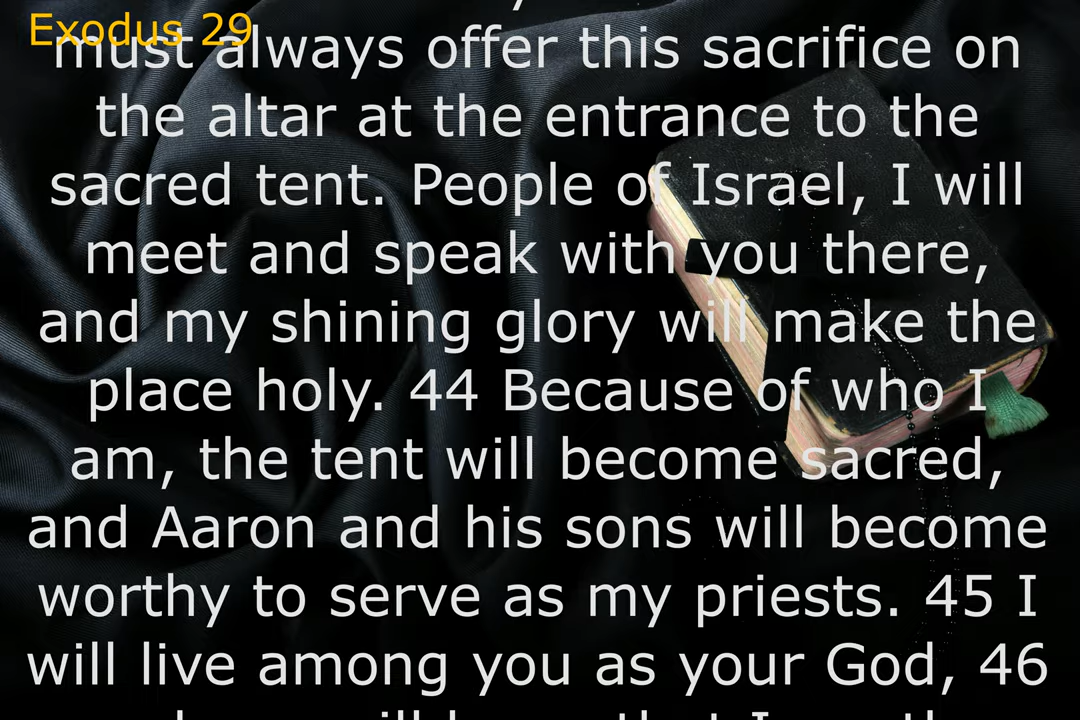 Exodus 29
must always offer this sacrifice on
the altar at the entrance to the
sacred tent. People of Israel, I will
meet and speak with you there,
and my shining glory will make the
place holy. 44 Because of who I
am, the tent will become sacred,
and Aaron and his sons will become
worthy to serve as my priests. 45 I
will live among you as your God, 46